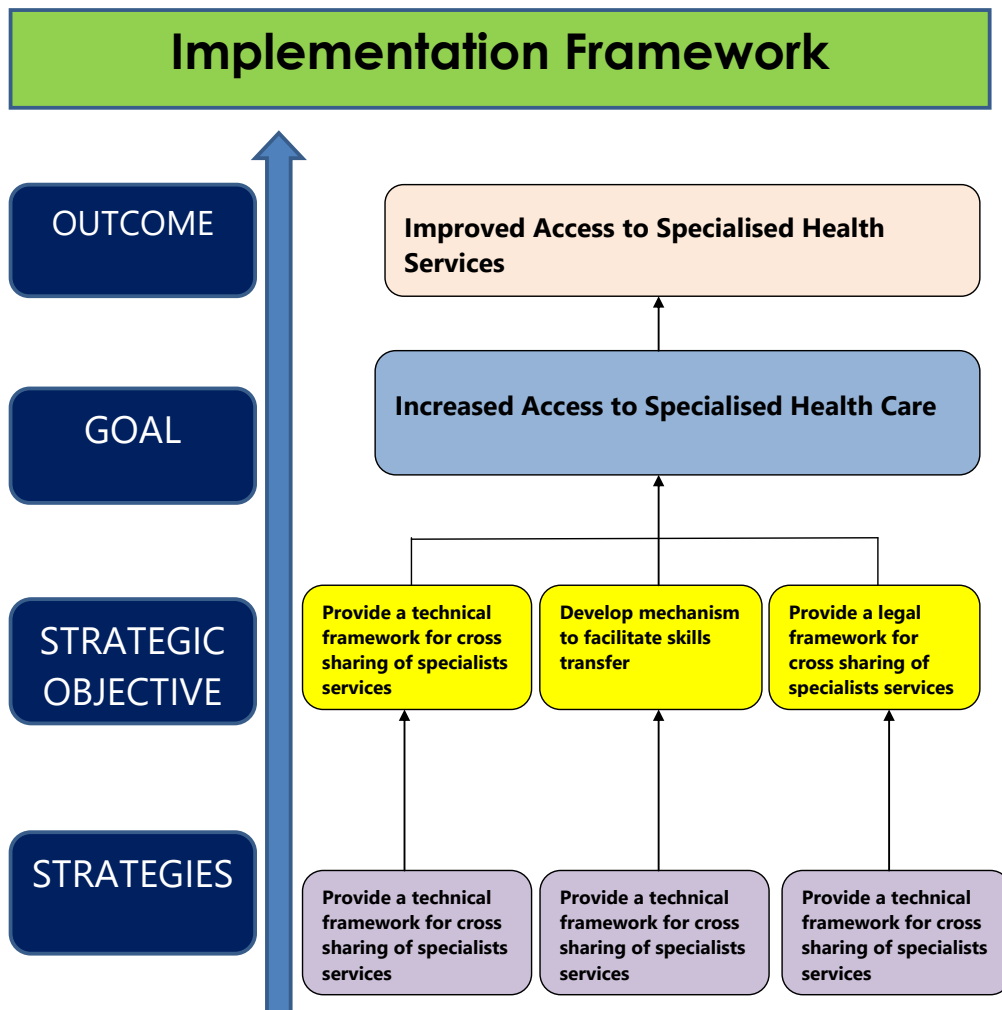 Implementation Framework
OUTCOME
Improved Access to Specialised Health
Services
GOAL
Increased Access to Specialised Health Care
STRATEGIC
OBJECTIVE
Provide a technical
framework for cross
sharing of specialists
services
Develop mechanism
to facilitate skills
transfer
Provide a legal
framework for
cross sharing of
specialists services
STRATEGIES
Provide a technical
framework for cross
sharing of specialists
services
Provide a technical
framework for cross
sharing of specialists
services
Provide a technical
framework for cross
sharing of specialists
services